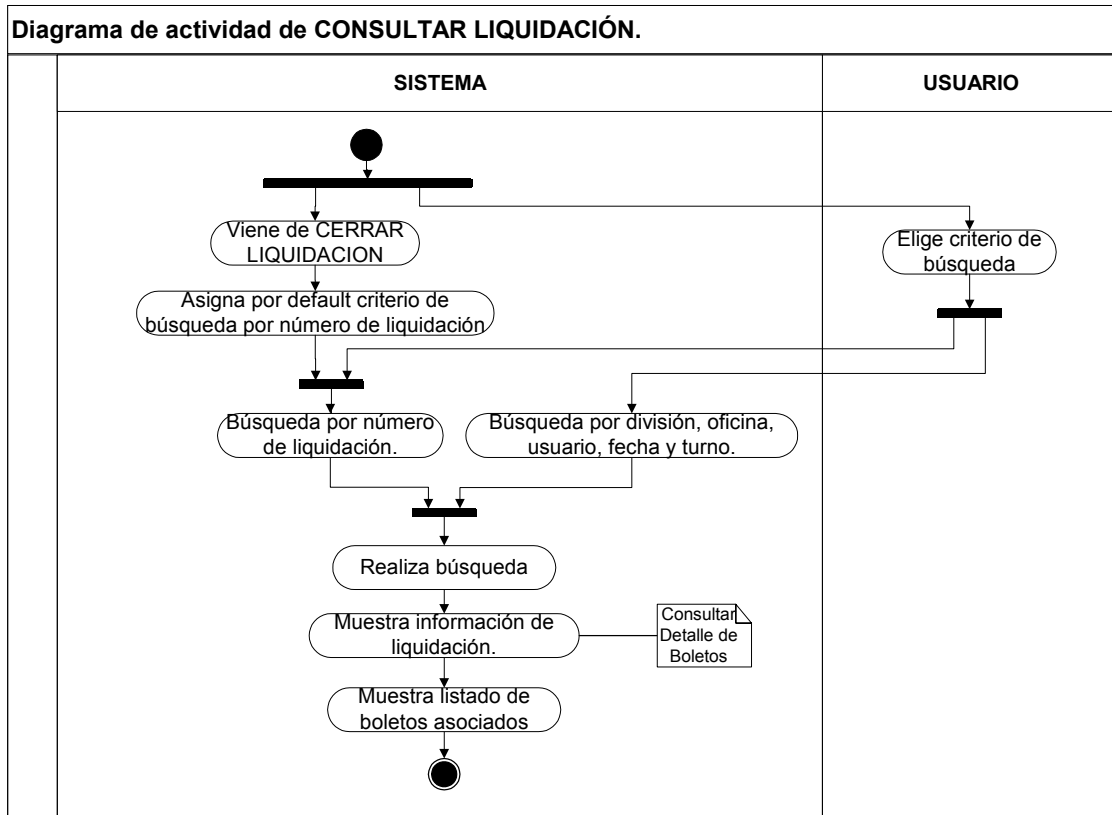 Diagrama de actividad de CONSULTAR LIQUIDACIÓN.
SISTEMA
USUARIO
Viene de CERRAR
LIQUIDACION
Elige criterio de
búsqueda
Asigna por default criterio de
búsqueda por número de liquidación
Búsqueda por número
de liquidación.
Búsqueda por división, oficina,
usuario, fecha y turno.
Realiza búsqueda
Muestra información de
liquidación.
Consultar
Detalle de
Boletos
Muestra listado de
boletos asociados